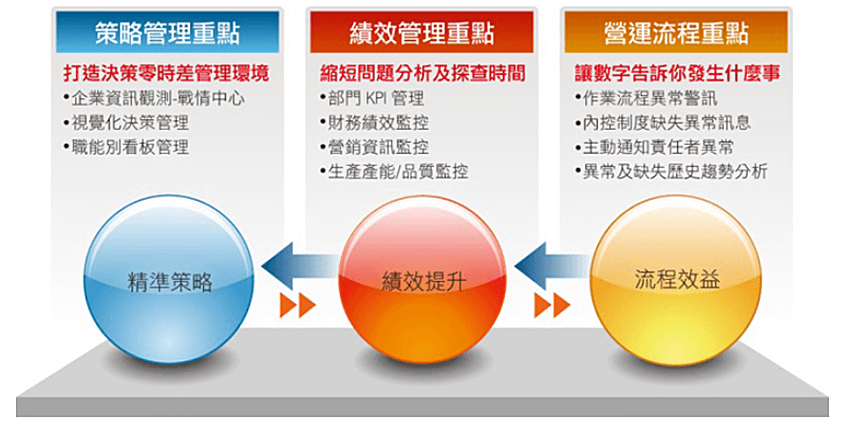 策略管理重點
打造決策零時差管理環境
•企業資訊觀測-戰情中心
•視覺化決策管理
•職能別看板管理
精準策略
績效管理重點
縮短問題分析及探查時間
•部門 KPI 管理
•財務績效監控
•營銷資訊監控
•生產產能/品質監控
績效提升
營運流程重點
讓數字告訴你發生什麼事
•作業流程異常警訊
•內控制度缺失異常訊息
•主動通知責任者異常
•異常及缺失歷史趨勢分析
流程效益